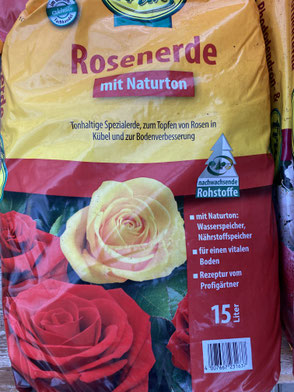 Rosenerde
mit Naturton
Tonhaltige Spezialerde, zum Topfen von Rosen in
Kübel und zur Bodenverbesserung
nachwachsende
Rohstoffe
mit Naturton:
Wasserspeicher,
Nährstoffspeicher
für einen vitalen
Boden
Rezeptur vom
Profigärtner
15 Liter